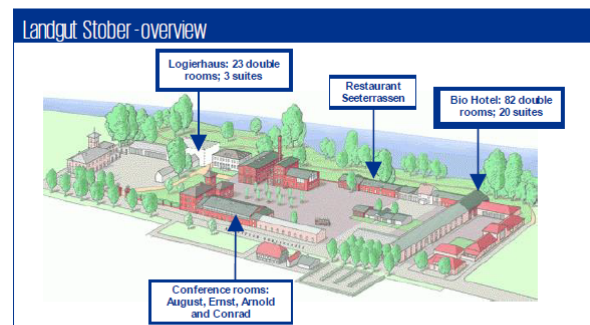 Landgut Stober - overview
Logierhaus: 23 double
rooms; 3 suites
Restaurant
Seeterrassen
Bio Hotel: 82 double
rooms; 20 suites
Conference rooms:
August, Ernst, Arnold
and Conrad